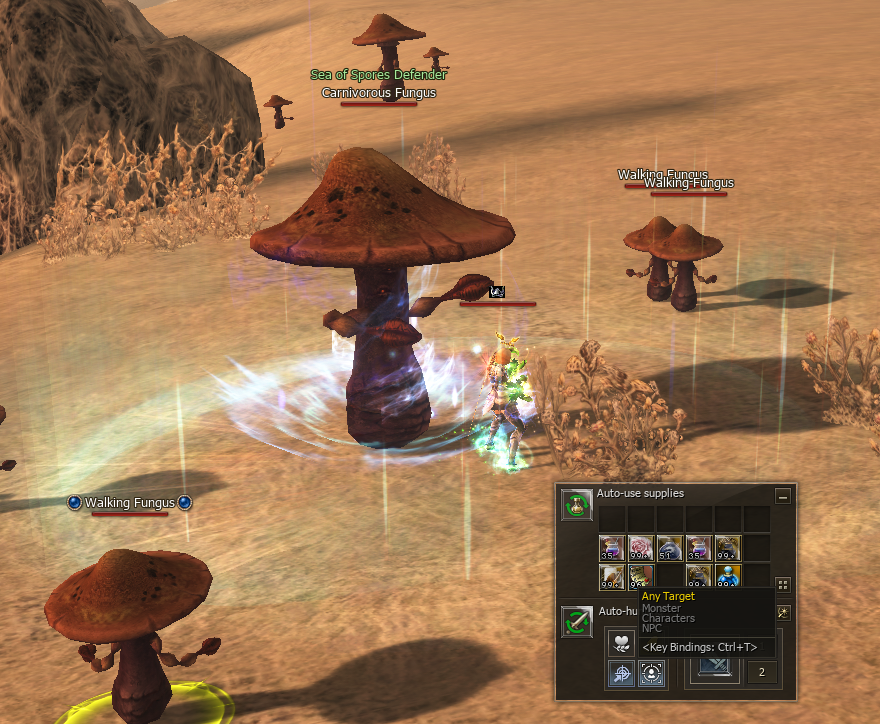 Sea of Spores Defender
Carnivorous Fungus
Walking Fungus
Walking Fungus
Walking Fungus
Auto-use supplies
35
99+
51
35
99+
99+
99+
99+
Any Target
Monster
Characters
NPC
Auto-hu
<Key Bindings: Ctrl+T>
2